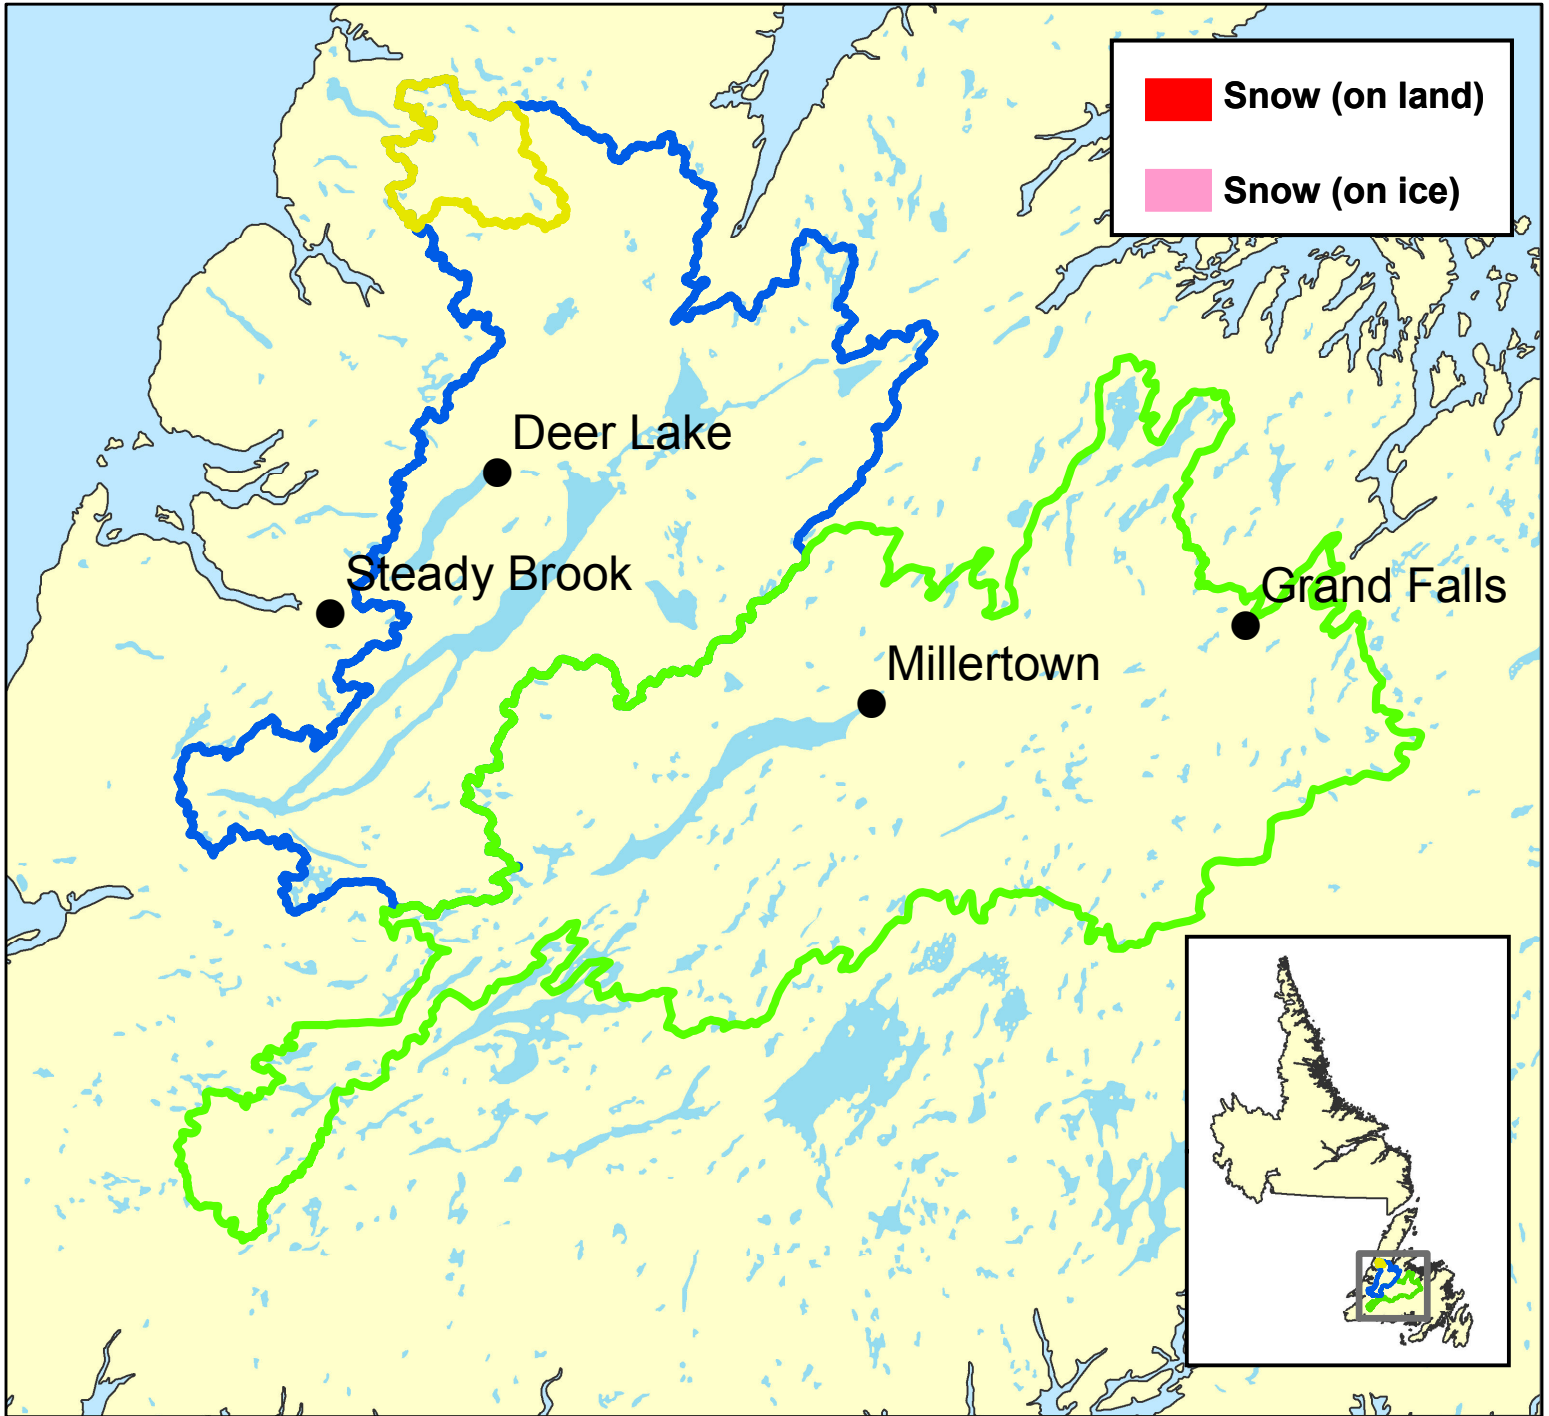 Snow (on land)
Snow (on ice)
Deer Lake
Steady Brook
Grand Falls
Millertown